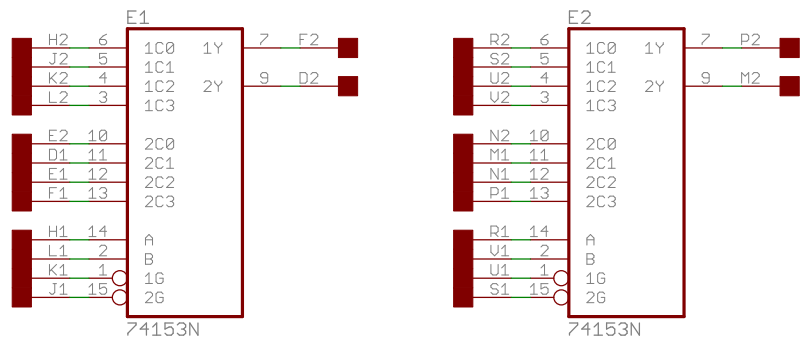 E1
H2 6 1C0 1Y 7 F2
J2 5 1C1
K2 4 1C2 2Y 9 D2
L2 3 1C3
E2 10 2C0
D1 11 2C1
E1 12 2C2
F1 13 2C3
H1 14 A
L1 2 B
K1 1 1G
J1 15 2G
74153N
E2
R2 6 1C0 1Y 7 P2
S2 5 1C1
U2 4 1C2 2Y 9 M2
V2 3 1C3
N2 10 2C0
M1 11 2C1
N1 12 2C2
P1 13 2C3
R1 14 A
V1 2 B
U1 1 1G
S1 15 2G
74153N